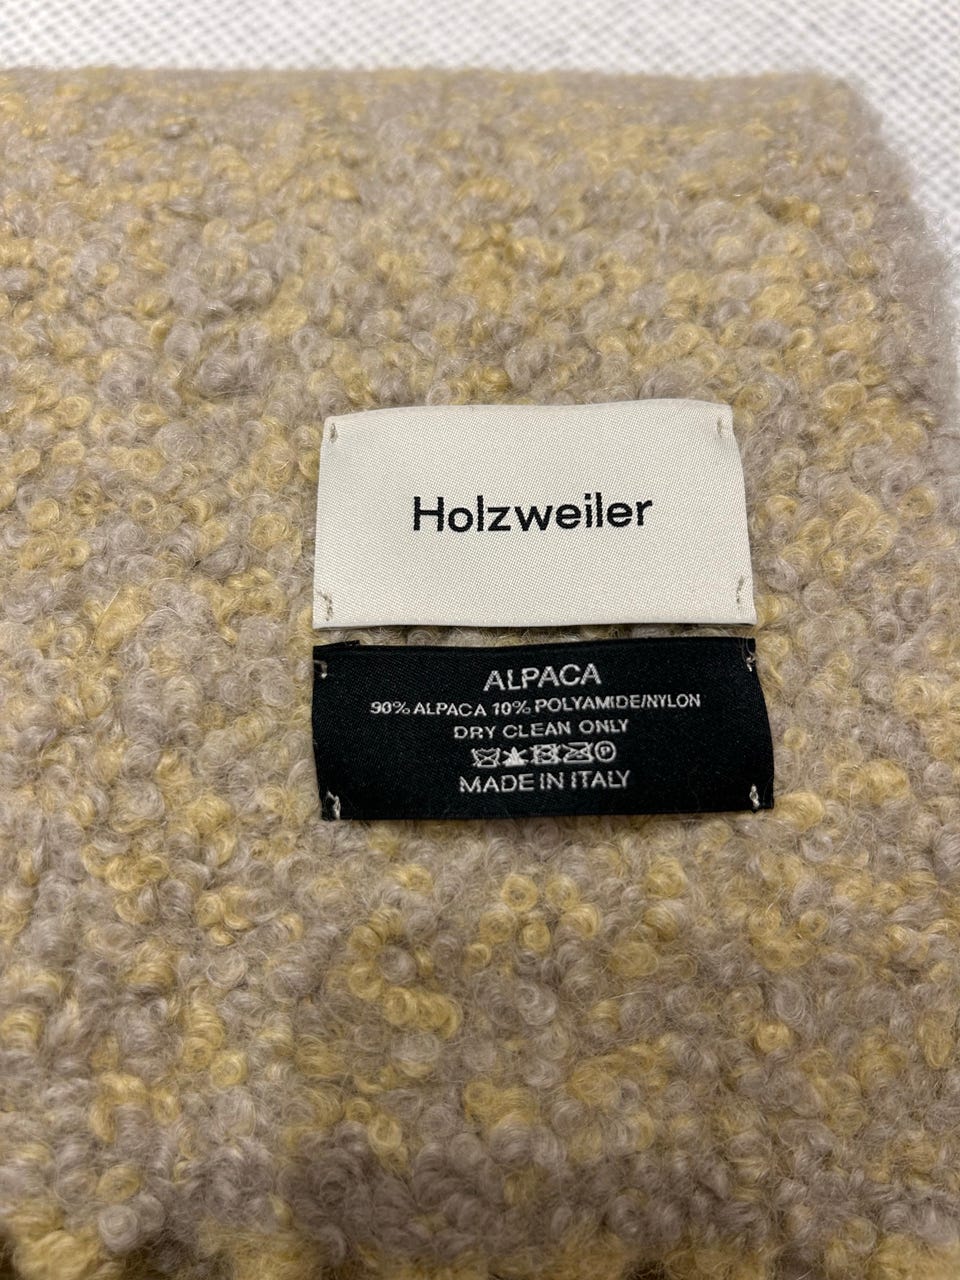 Holzweiler
ALPACA
90% ALPACA 10% POLYAMIDE/NYLON
DRY CLEAN ONLY
P
MADE IN ITALY